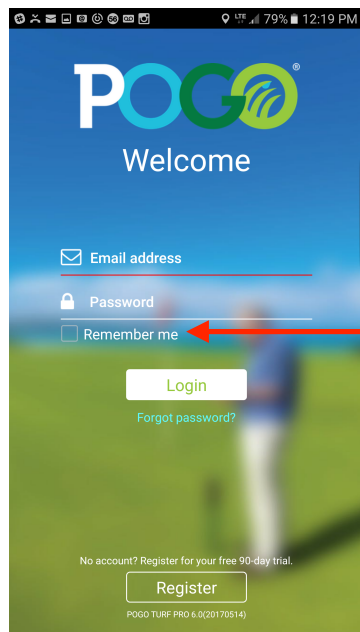 LTE 79% 12:19 PM
POGO®
Welcome
Email address
Password
Remember me
Login
Forgot password?
No account? Register for your free 90-day trial.
Register
POGO TURF PRO 6.0(20170514)